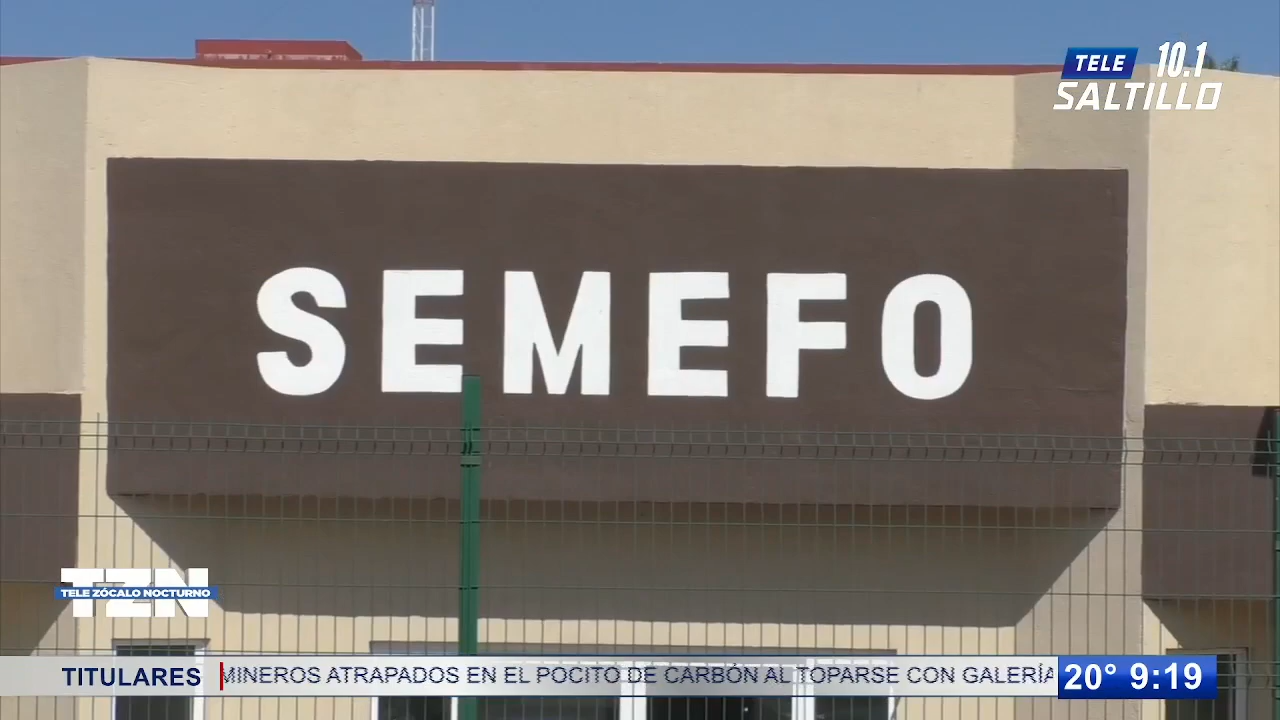 TELE 10.1
SALTILLO
SEMEFO
TZN
TELE ZÓCALO NOCTURNO
TITULARES MINEROS ATRAPADOS EN EL POCITO DE CARBÓN AL TOPARSE CON GALERÍA 20° 9:19